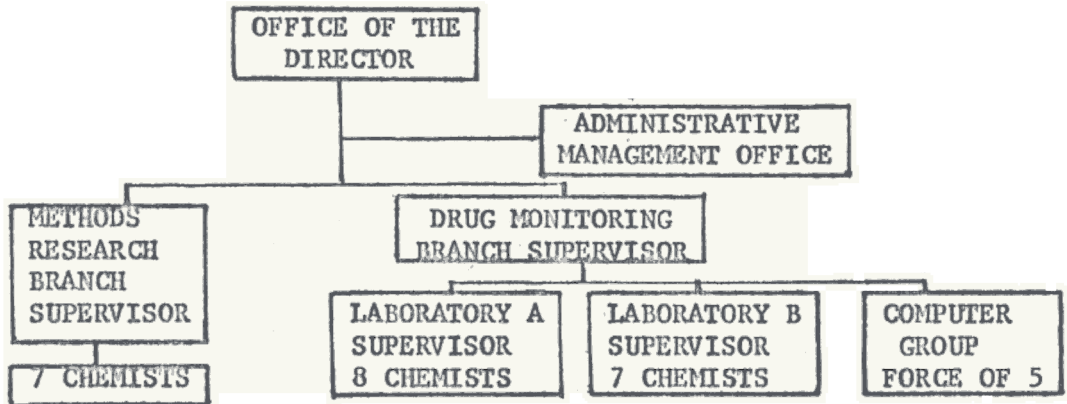 OFFICE OF THE
DIRECTOR
ADMINISTRATIVE
MANAGEMENT OFFICE
METHODS
RESEARCH
BRANCH
SUPERVISOR
7 CHEMISTS
DRUG MONITORING
BRANCH SUPERVISOR
LABORATORY A
SUPERVISOR
8 CHEMISTS
LABORATORY B
SUPERVISOR
7 CHEMISTS
COMPUTER
GROUP
FORCE OF 5